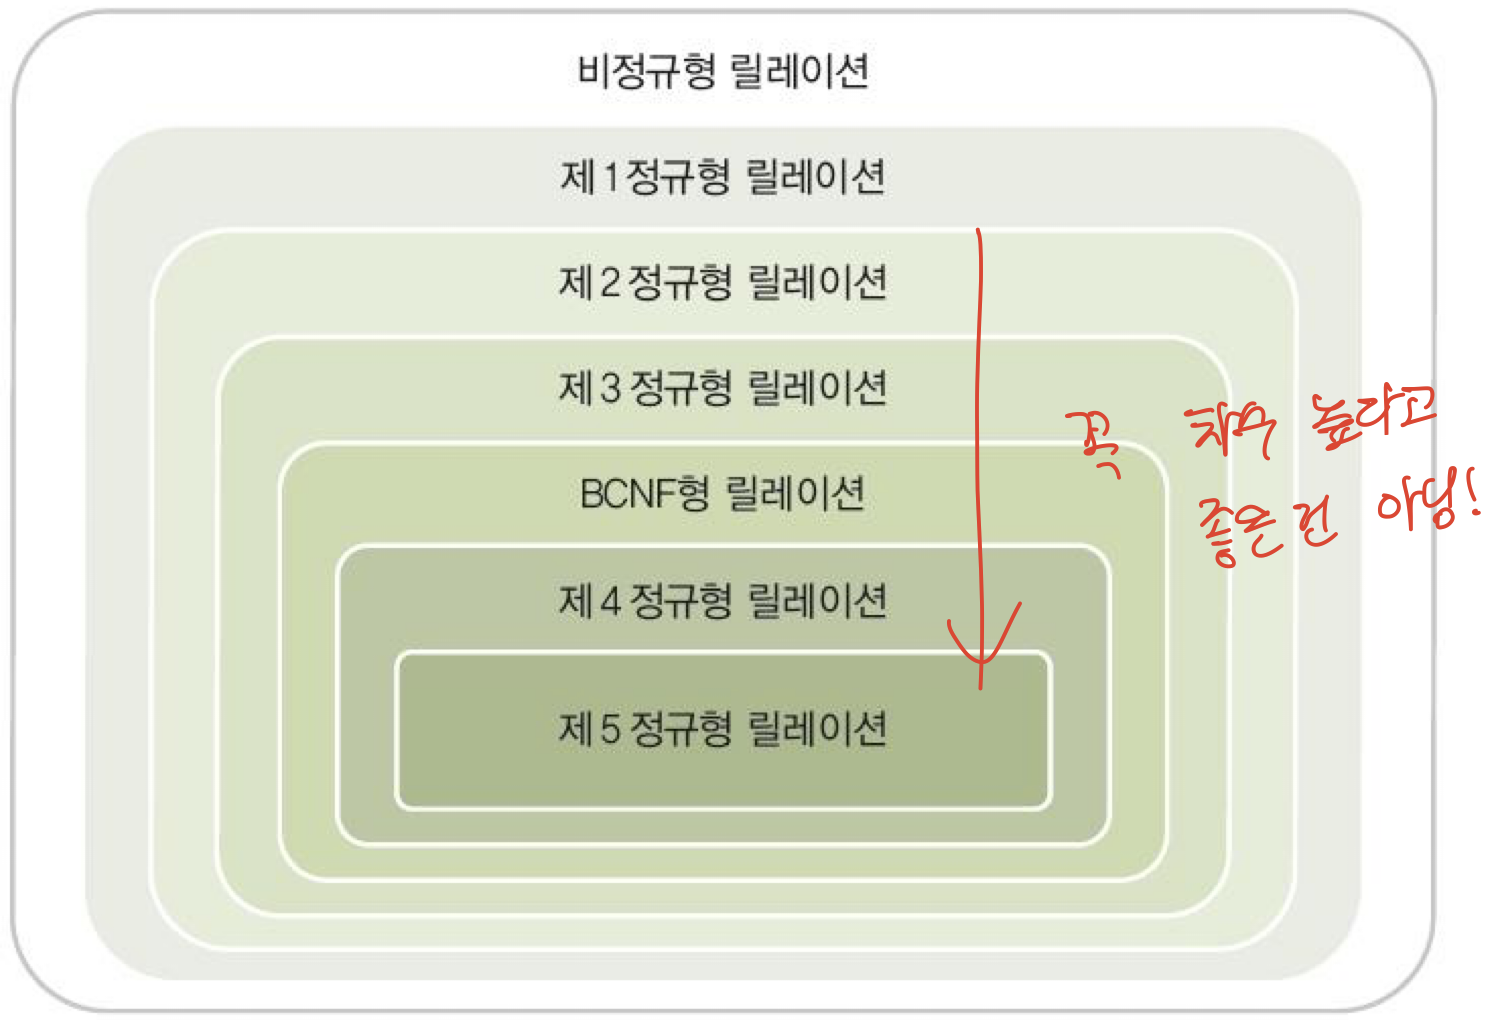 비정규형 릴레이션
제1정규형 릴레이션
제2정규형 릴레이션
제3정규형 릴레이션
BCNF형 릴레이션
제4정규형 릴레이션
제5정규형 릴레이션
꼭 차수 높다고
좋은건 아님!